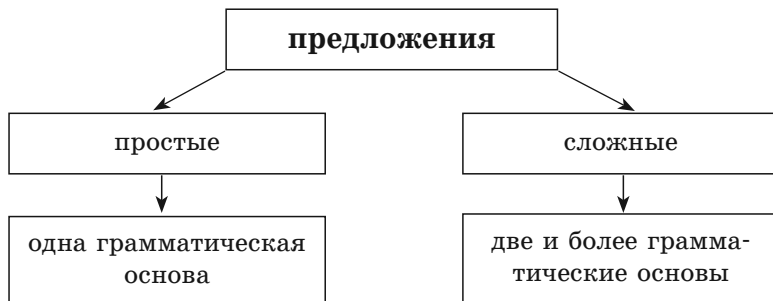 предложения
простые
сложные
одна грамматическая
основа
две и более грамма-
тические основы